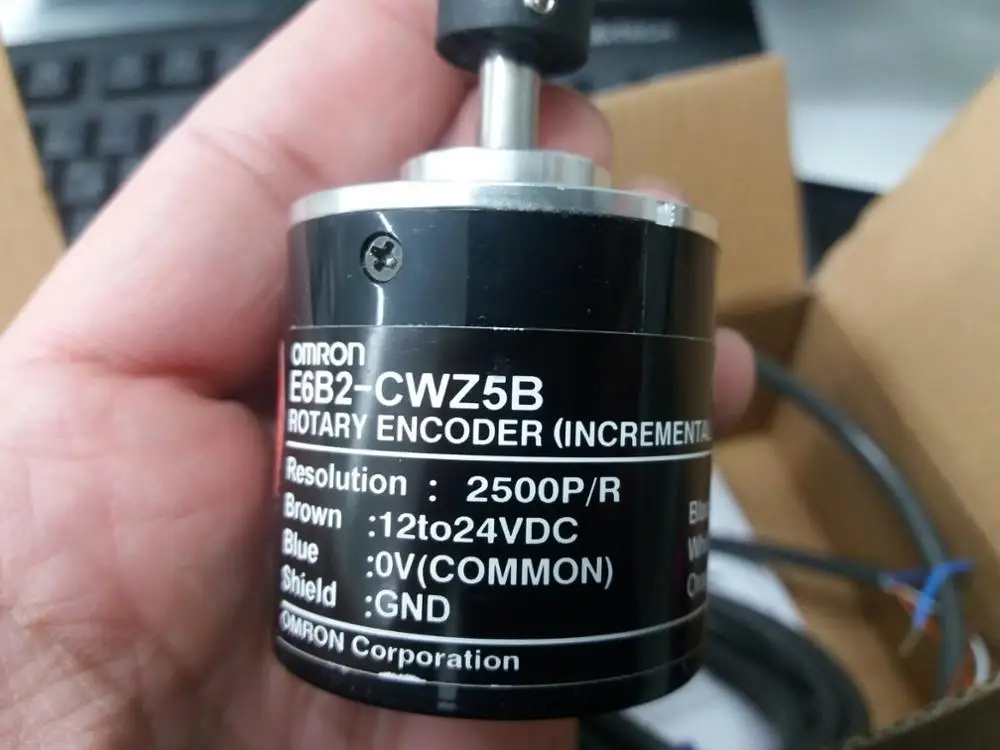 OMRON
E6B2-CWZ5B
ROTARY ENCODER (INCREMENTAL
Resolution : 2500P/R
Brown :12to24VDC
Blue :0V(COMMON)
Shield :GND
OMRON Corporation